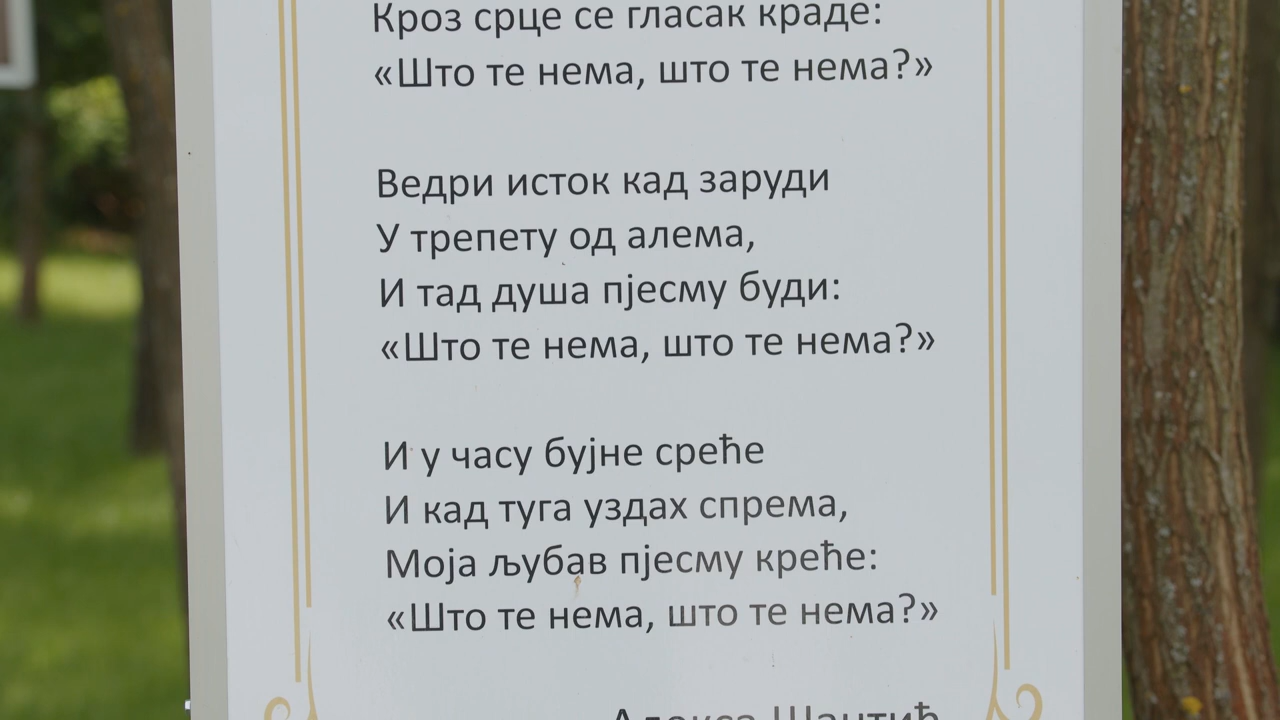 Кроз срце се гласак краде:
«Што те нема, што те нема?»
Ведри исток кад заруди
У трепету од алема,
И тад душа пјесму буди:
«Што те нема, што те нема?»
И у часу бујне среће
И кад туга уздах спрема,
Моја љубав пјесму креће:
«Што те нема, што те нема?»
Алекса Шантић